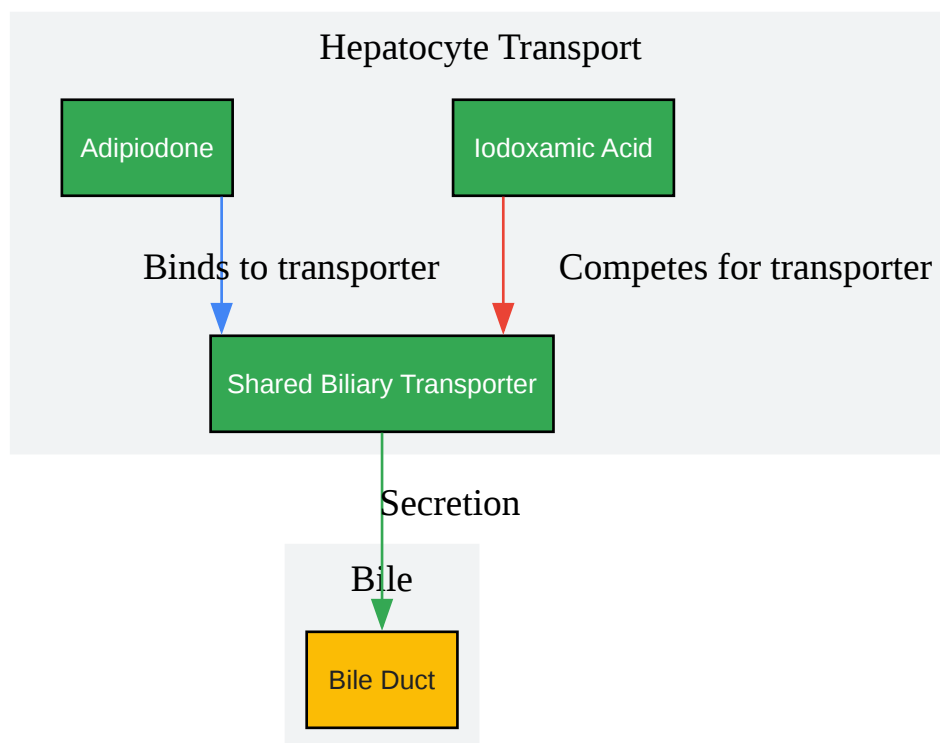 Hepatocyte Transport
Adipiodone
Iodoxamic Acid
Binds to transporter
Competes for transporter
Shared Biliary Transporter
Secretion
Bile
Bile Duct